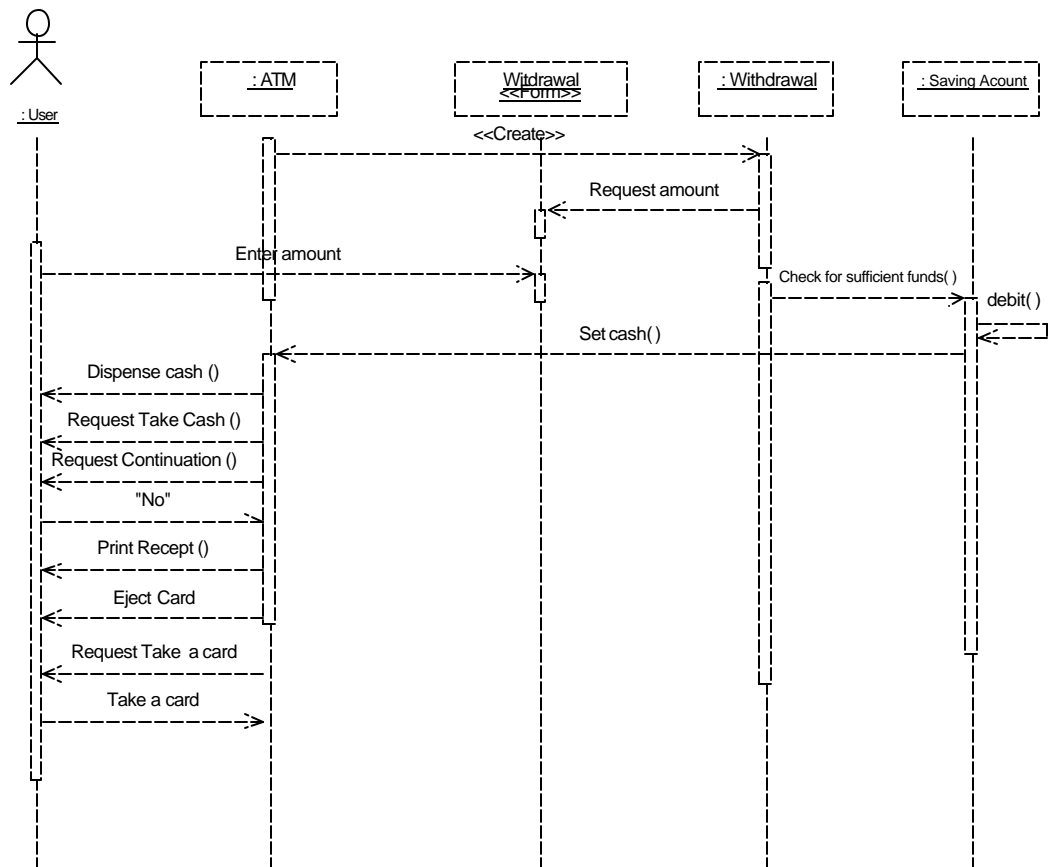 : User
: ATM
Witdrawal
<<Form>>
: Withdrawal
: Saving Acount
<<Create>>
Request amount
Enter amount
Check for sufficient funds( )
debit( )
Set cash( )
Dispense cash ()
Request Take Cash ()
Request Continuation ()
"No"
Print Recept ()
Eject Card
Request Take a card
Take a card